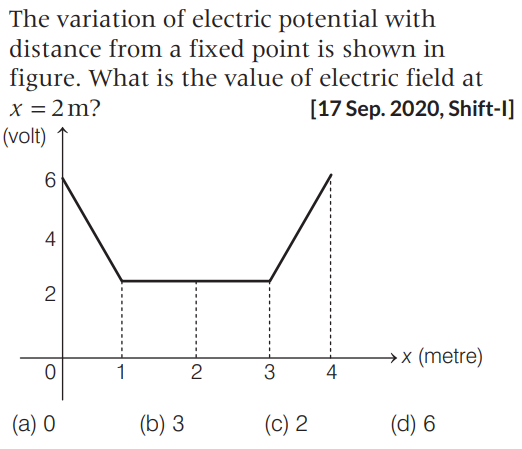 The variation of electric potential with
distance from a fixed point is shown in
figure. What is the value of electric field at
x = 2 m? [17 Sep. 2020, Shift-I]
(volt)
6
4
2
0 1 2 3 4 x (metre)
(a) 0 (b) 3 (c) 2 (d) 6